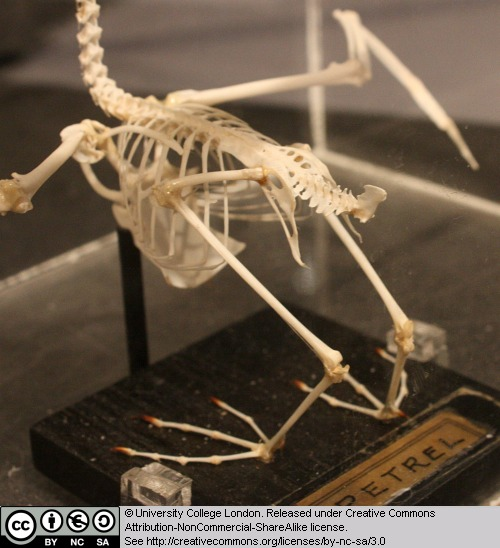 PETREL
© University College London. Released under Creative Commons
Attribution-NonCommercial-ShareAlike license.
See http://creativecommons.org/licenses/by-nc-sa/3.0
CC BY NC SA